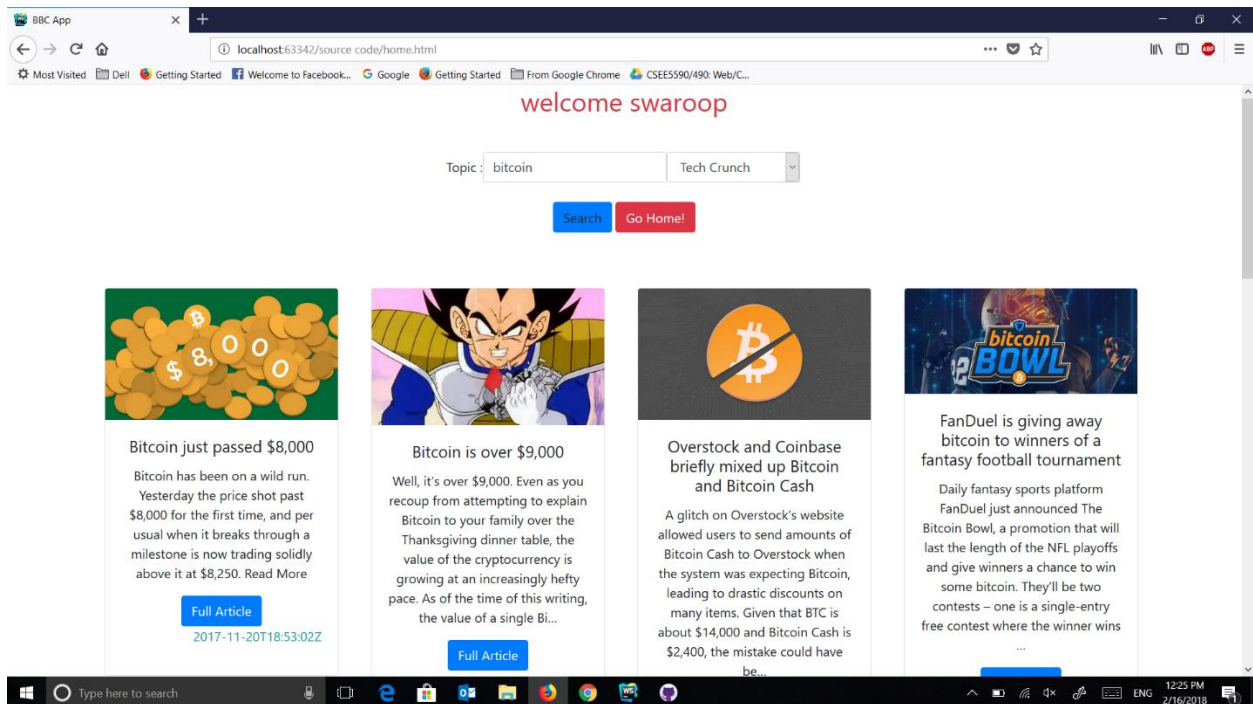 BBC App
localhost:63342/source code/home.html
Most Visited Dell Getting Started Welcome to Facebook... Google Getting Started From Google Chrome CSEE5590/490: Web/C...
welcome swaroop
Topic : bitcoin Tech Crunch
Search Go Home!
$ 8,000
bitcoin
BOWL
Bitcoin just passed $8,000
Bitcoin has been on a wild run.
Yesterday the price shot past
$8,000 for the first time, and per
usual when it breaks through a
milestone is now trading solidly
above it at $8,250. Read More
Full Article
2017-11-20T18:53:02Z
Bitcoin is over $9,000
Well, it's over $9,000. Even as you
recoup from attempting to explain
Bitcoin to your family over the
Thanksgiving dinner table, the
value of the cryptocurrency is
growing at an increasingly hefty
pace. As of the time of this writing,
the value of a single Bi...
Full Article
Overstock and Coinbase
briefly mixed up Bitcoin
and Bitcoin Cash
A glitch on Overstock's website
allowed users to send amounts of
Bitcoin Cash to Overstock when
the system was expecting Bitcoin,
leading to drastic discounts on
many items. Given that BTC is
about $14,000 and Bitcoin Cash is
$2,400, the mistake could have
be...
FanDuel is giving away
bitcoin to winners of a
fantasy football tournament
Daily fantasy sports platform
FanDuel just announced The
Bitcoin Bowl, a promotion that will
last the length of the NFL playoffs
and give winners a chance to win
some bitcoin. They'll be two
contests – one is a single-entry
free contest where the winner wins
...
Type here to search
ENG
12:25 PM
2/16/2018